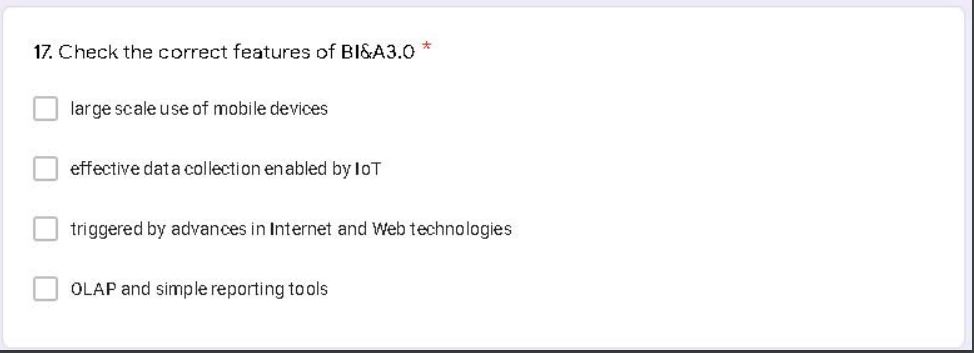 17. Check the correct features of BI&A3.0 *
large scale use of mobile devices
effective data collection enabled by IoT
triggered by advances in Internet and Web technologies
OLAP and simple reporting tools